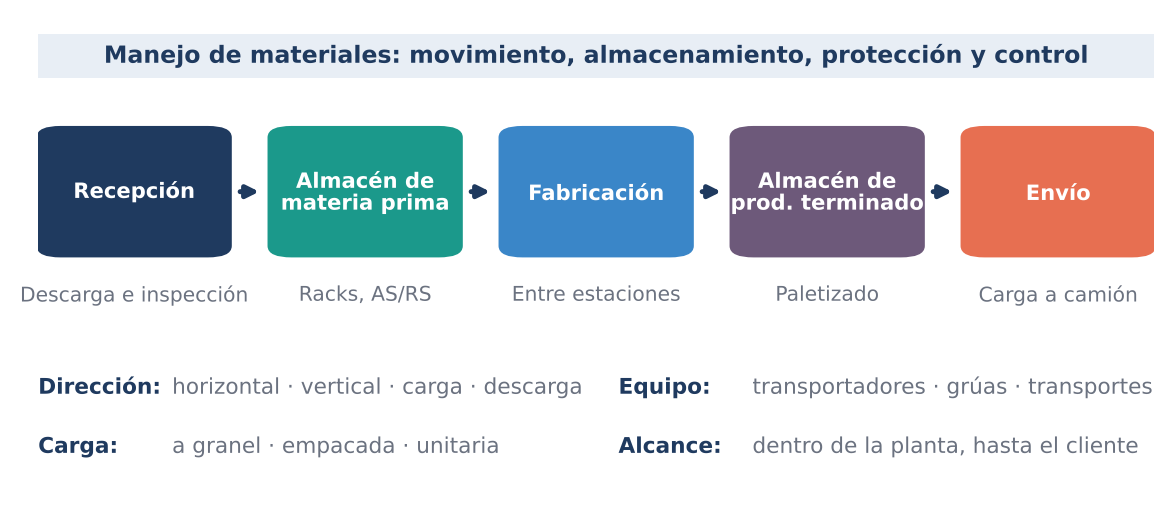 Manejo de materiales: movimiento, almacenamiento, protección y control
Recepción
Almacén de
materia prima
Fabricación
Almacén de
prod. terminado
Envío
Descarga e inspección
Racks, AS/RS
Entre estaciones
Paletizado
Carga a camión
Dirección: horizontal · vertical · carga · descarga
Equipo: transportadores · grúas · transportes
Carga: a granel · empacada · unitaria
Alcance: dentro de la planta, hasta el cliente